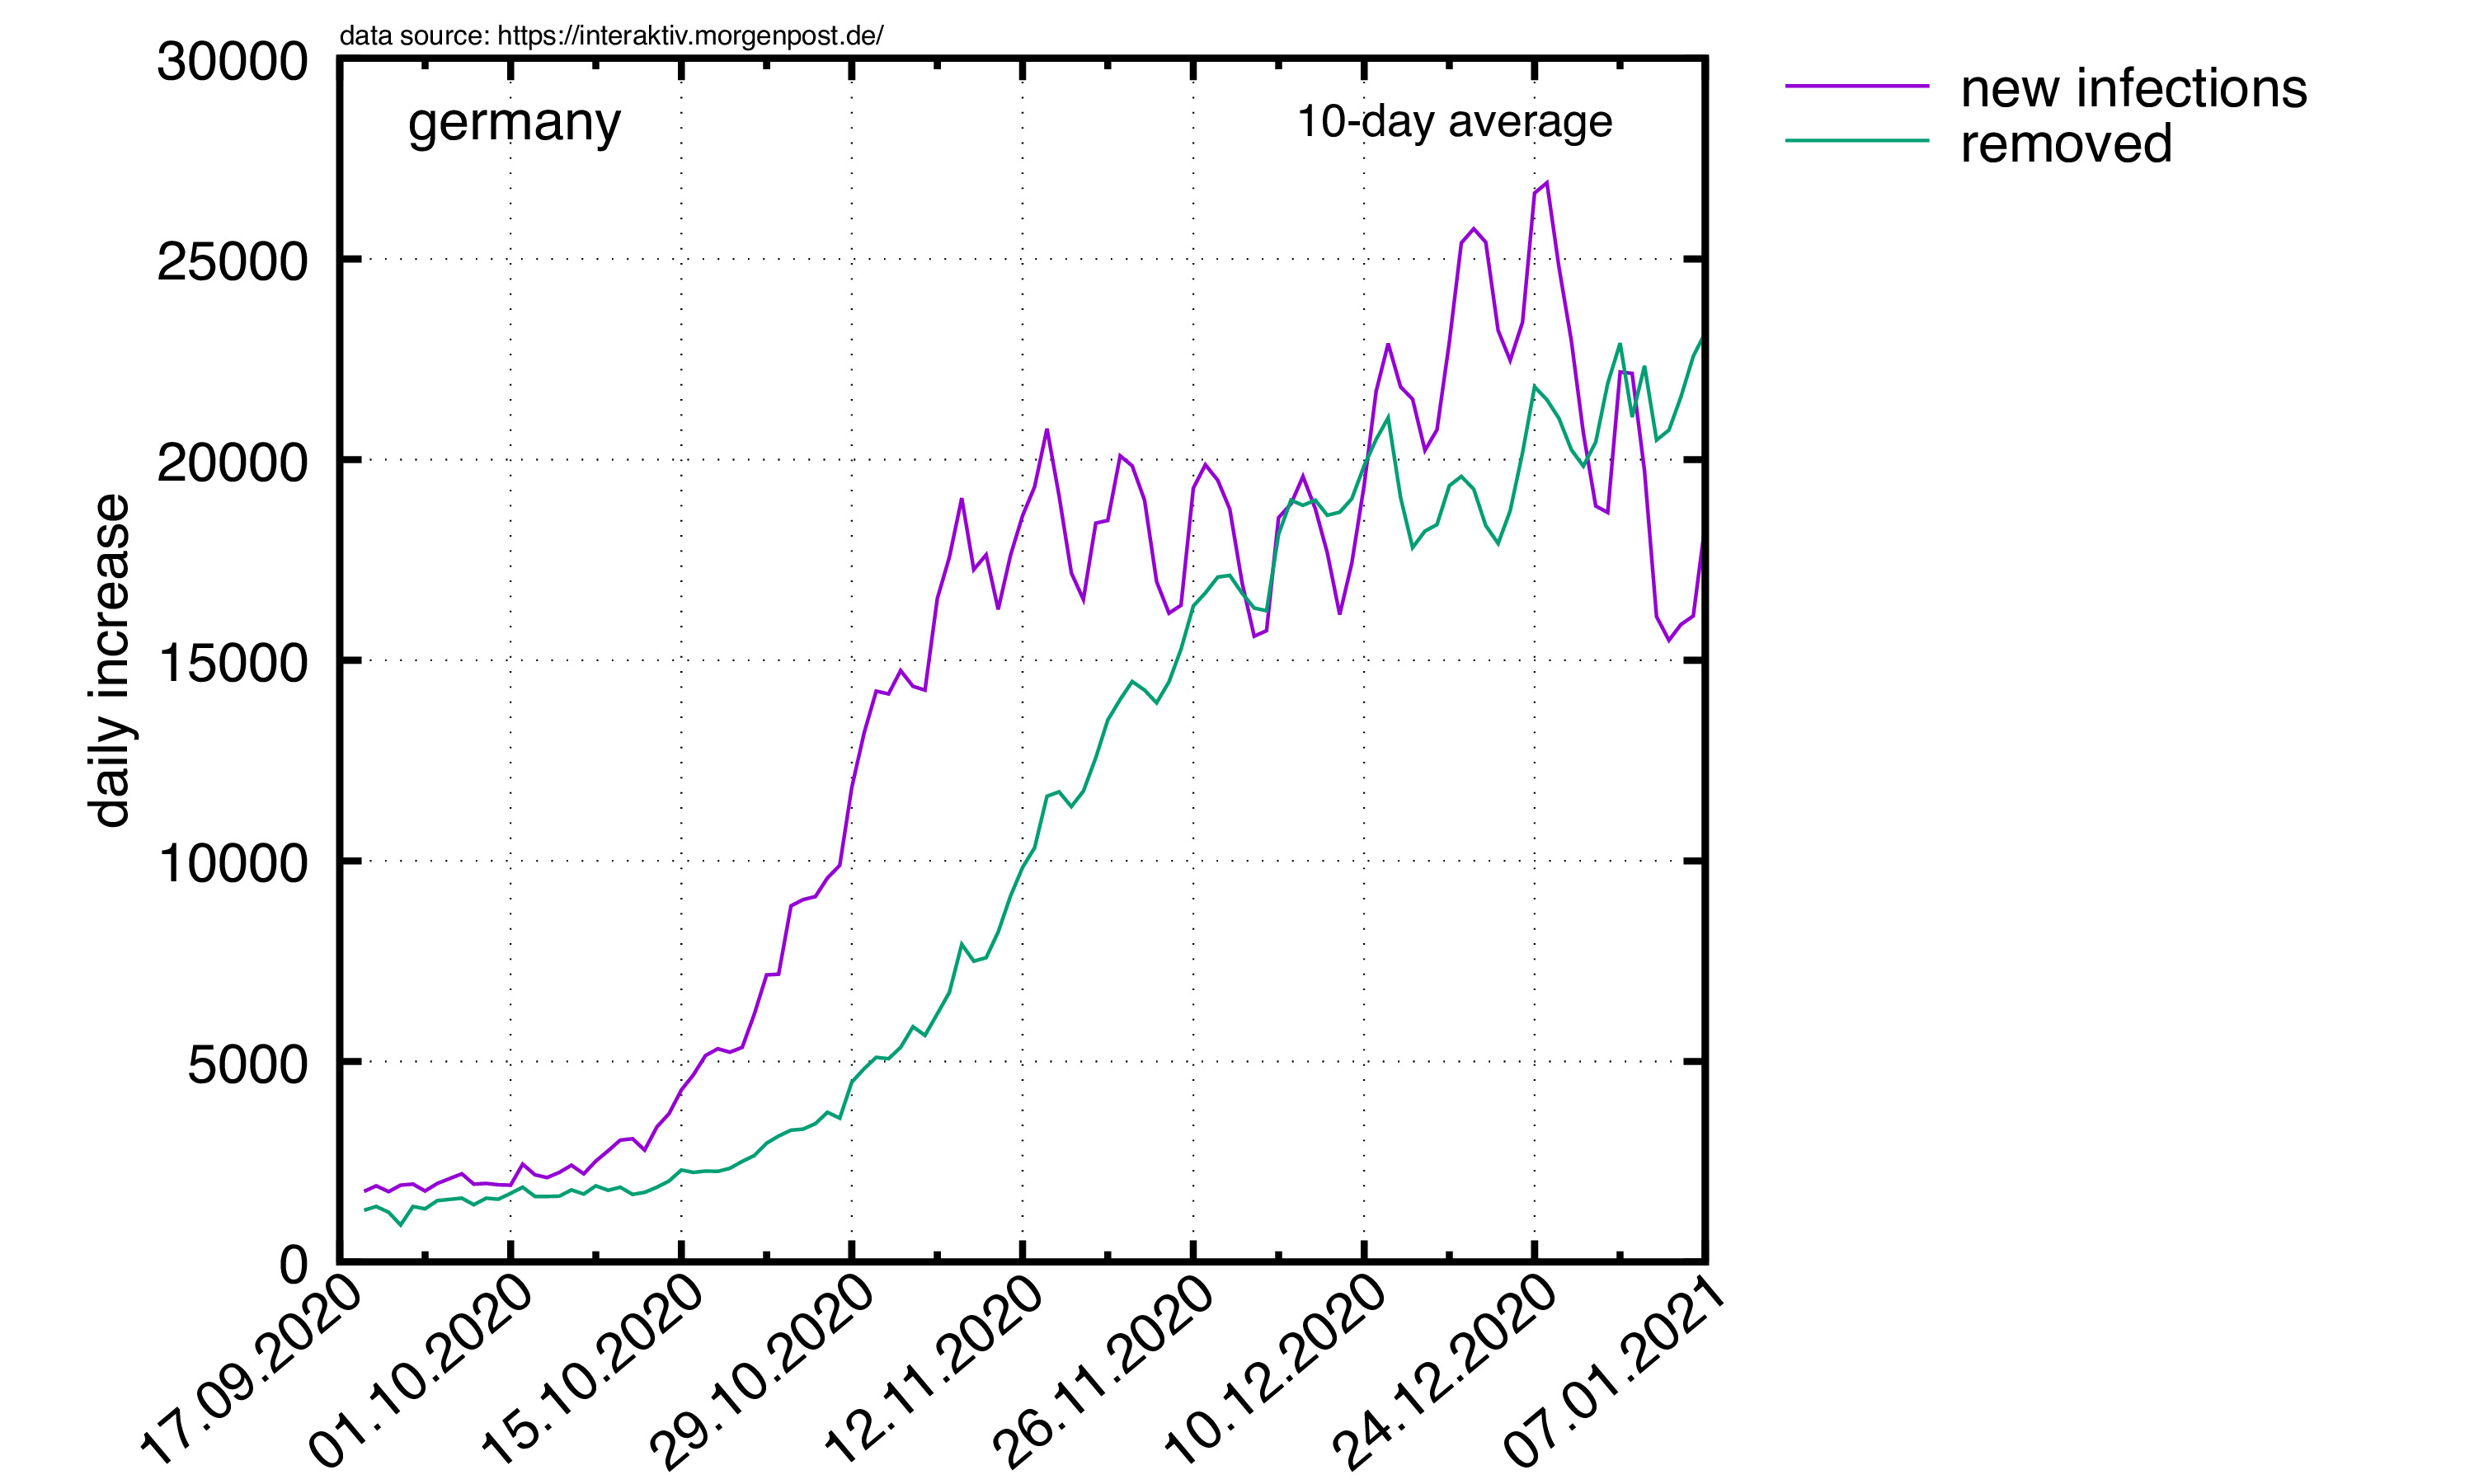 data source: https://interaktiv.morgenpost.de/
germany
10-day average
new infections
removed
daily increase
30000
25000
20000
15000
10000
5000
0
17.09.2020
01.10.2020
15.10.2020
29.10.2020
12.11.2020
26.11.2020
10.12.2020
24.12.2020
07.01.2021